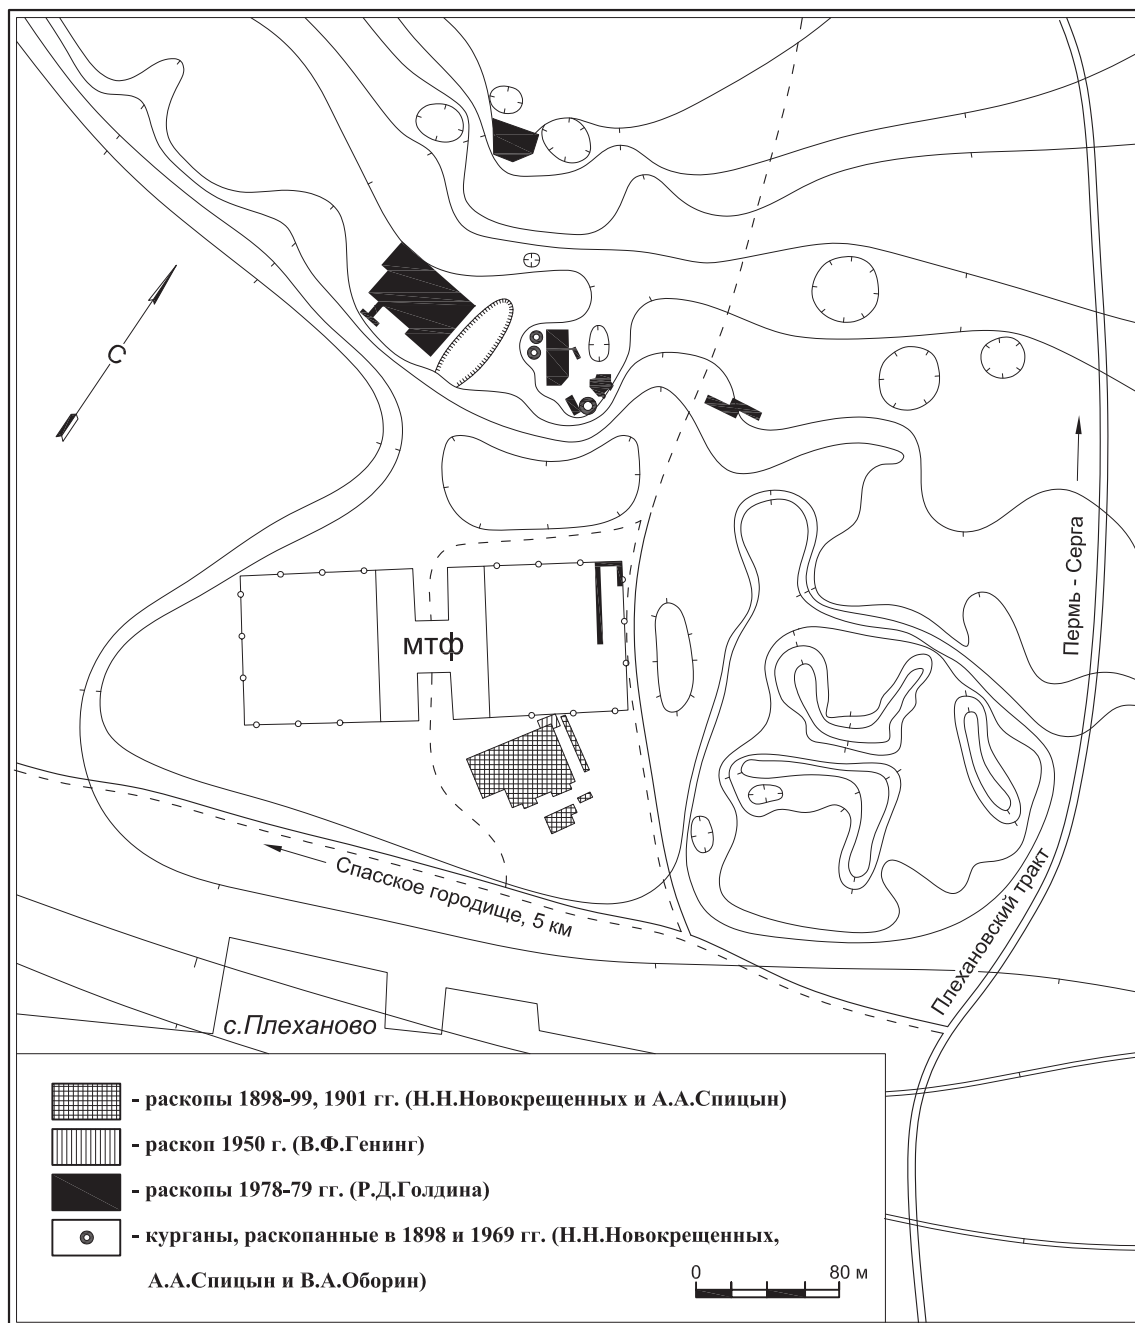 С
МТФ
Пермь - Серга
Спасское городище, 5 км
Плехановский тракт
с.Плеханово
- раскопы 1898-99, 1901 гг. (Н.Н.Новокрещенных и А.А.Спицын)
- раскоп 1950 г. (В.Ф.Генинг)
- раскопы 1978-79 гг. (Р.Д.Голдина)
- курганы, раскопанные в 1898 и 1969 гг. (Н.Н.Новокрещенных,
А.А.Спицын и В.А.Оборин)
0 80 м